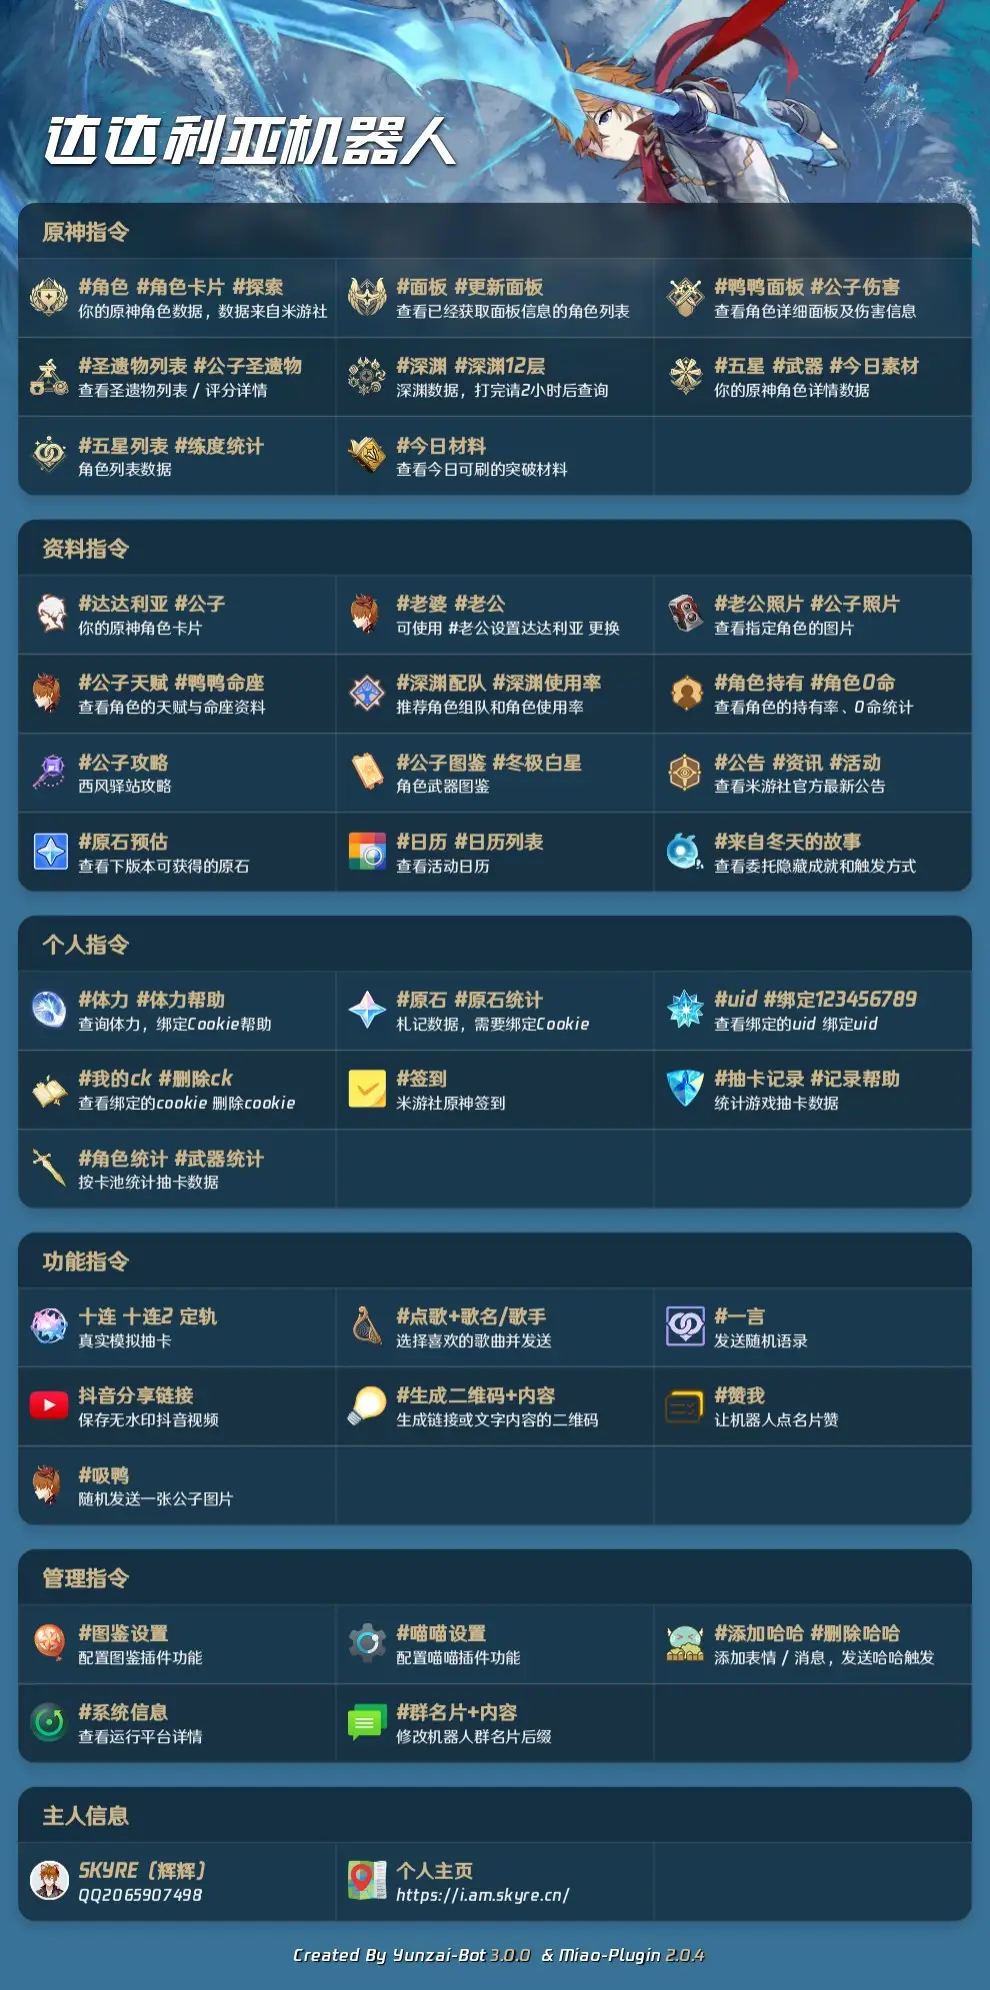 达达利亚机器人
原神指令
#角色 #角色卡片 #探索
你的原神角色数据，数据来自米游社
#面板 #更新面板
查看已经获取面板信息的角色列表
#鸭鸭面板 #公子伤害
查看角色详细面板及伤害信息
#圣遗物列表 #公子圣遗物
查看圣遗物列表 / 评分详情
#深渊 #深渊12层
深渊数据，打完请2小时后查询
#五星 #武器 #今日素材
你的原神角色详情数据
#五星列表 #练度统计
角色列表数据
#今日材料
查看今日可刷的突破材料
资料指令
#达达利亚 #公子
你的原神角色卡片
#老婆 #老公
可使用 #老公设置达达利亚 更换
#老公照片 #公子照片
查看指定角色的图片
#公子天赋 #鸭鸭命座
查看角色的天赋与命座资料
#深渊配队 #深渊使用率
推荐角色组队和角色使用率
#角色持有 #角色0命
查看角色的持有率、0命统计
#公子攻略
西风驿站攻略
#公子图鉴 #冬极白星
角色武器图鉴
#公告 #资讯 #活动
查看米游社官方最新公告
#原石预估
查看下版本可获得的原石
#日历 #日历列表
查看活动日历
#来自冬天的故事
查看委托隐藏成就和触发方式
个人指令
#体力 #体力帮助
查询体力，绑定Cookie帮助
#原石 #原石统计
札记数据，需要绑定Cookie
#uid #绑定123456789
查看绑定的uid 绑定uid
#我的ck #删除ck
查看绑定的cookie 删除cookie
#签到
米游社原神签到
#抽卡记录 #记录帮助
统计游戏抽卡数据
#角色统计 #武器统计
按卡池统计抽卡数据
功能指令
十连 十连2 定轨
真实模拟抽卡
#点歌+歌名/歌手
选择喜欢的歌曲并发送
#一言
发送随机语录
抖音分享链接
保存无水印抖音视频
#生成二维码+内容
生成链接或文字内容的二维码
#赞我
让机器人点名片赞
#吸鸭
随机发送一张公子图片
管理指令
#图鉴设置
配置图鉴插件功能
#喵喵设置
配置喵喵插件功能
#添加哈哈 #删除哈哈
添加表情 / 消息，发送哈哈触发
#系统信息
查看运行平台详情
#群名片+内容
修改机器人群名片后缀
主人信息
SKYRE（辉辉）
QQ2065907498
个人主页
https://i.am.skyre.cn/
Created By Yunzai-Bot 3.0.0 & Miao-Plugin 2.0.4